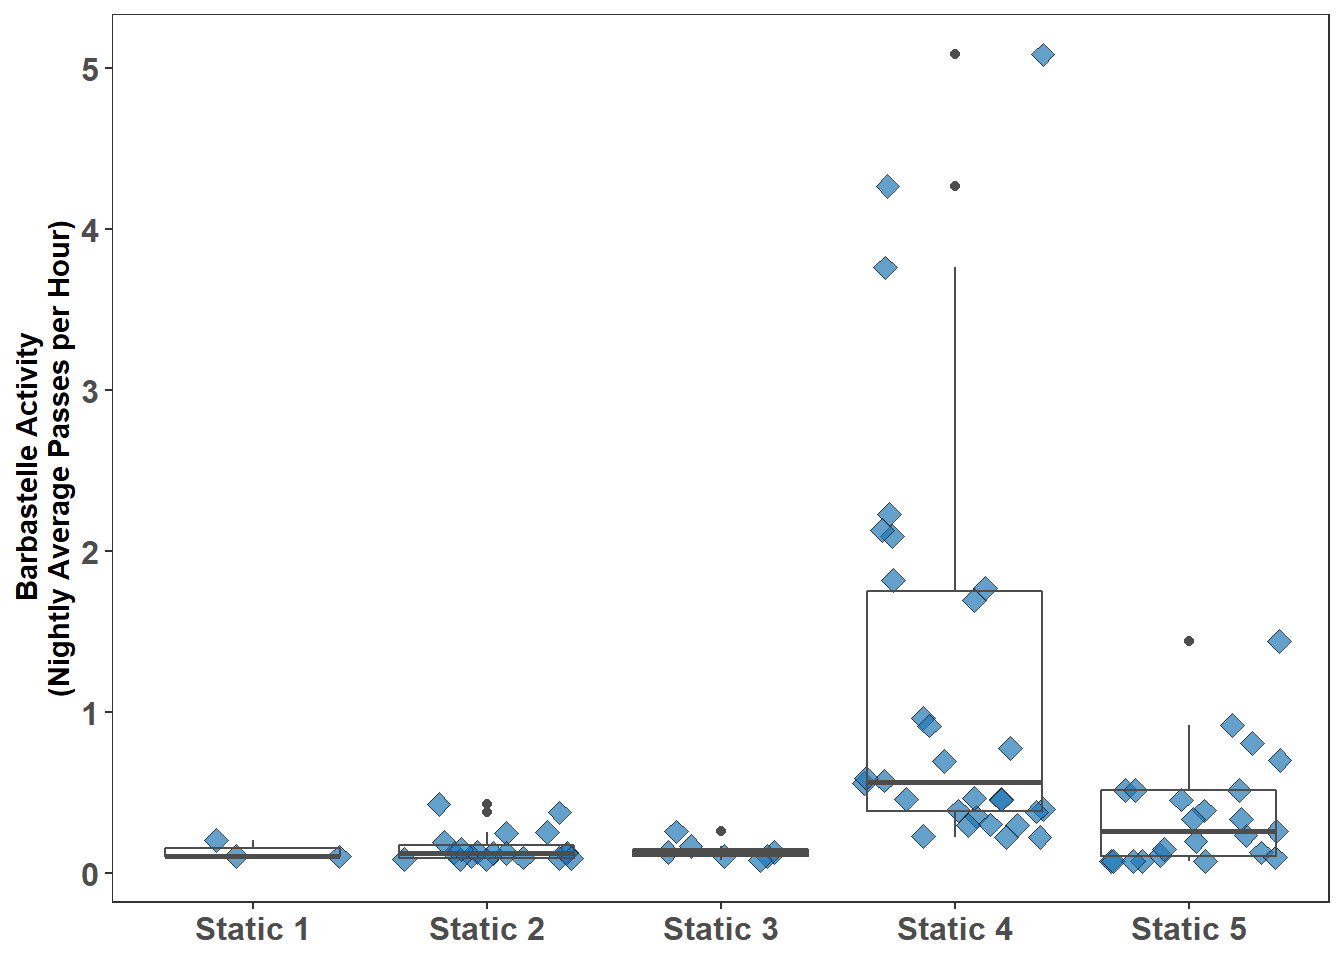 Barbastelle Activity
(Nightly Average Passes per Hour)
5
4
3
2
1
0
Static 1
Static 2
Static 3
Static 4
Static 5